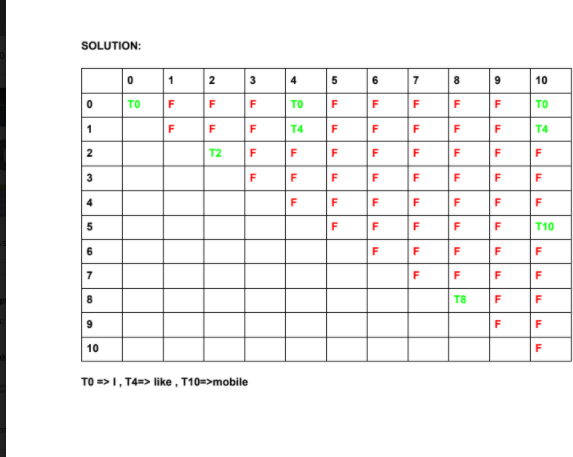 SOLUTION:
0 1 2 3 4 5 6 7 8 9 10
0 T0 F F F T0 F F F F F T0
1 F F F T4 F F F F F T4
2 T2 F F F F F F F F
3 F F F F F F F F
4 F F F F F F F
5 F F F F F T10
6 F F F F F
7 F F F F
8 T8 F F
9 F F
10 F
T0 => I , T4=> like , T10=>mobile